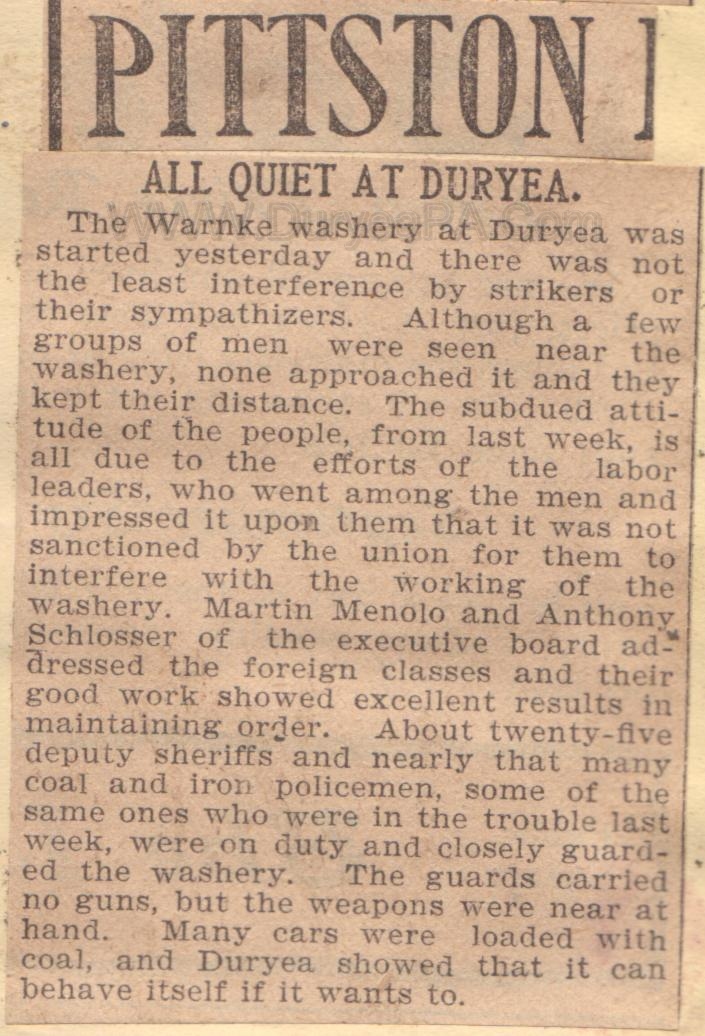 PITTSTON
ALL QUIET AT DURYEA.
www.DuryeaPA.Com
The Warnke washery at Duryea was
started yesterday and there was not
the least interference by strikers or
their sympathizers. Although a few
groups of men were seen near the
washery, none approached it and they
kept their distance. The subdued atti-
tude of the people, from last week, is
all due to the efforts of the labor
leaders, who went among the men and
impressed it upon them that it was not
sanctioned by the union for them to
interfere with the working of the
washery. Martin Menolo and Anthony
Schlosser of the executive board ad-
dressed the foreign classes and their
good work showed excellent results in
maintaining order. About twenty-five
deputy sheriffs and nearly that many
coal and iron policemen, some of the
same ones who were in the trouble last
week, were on duty and closely guard-
ed the washery. The guards carried
no guns, but the weapons were near at
hand. Many cars were loaded with
coal, and Duryea showed that it can
behave itself if it wants to.